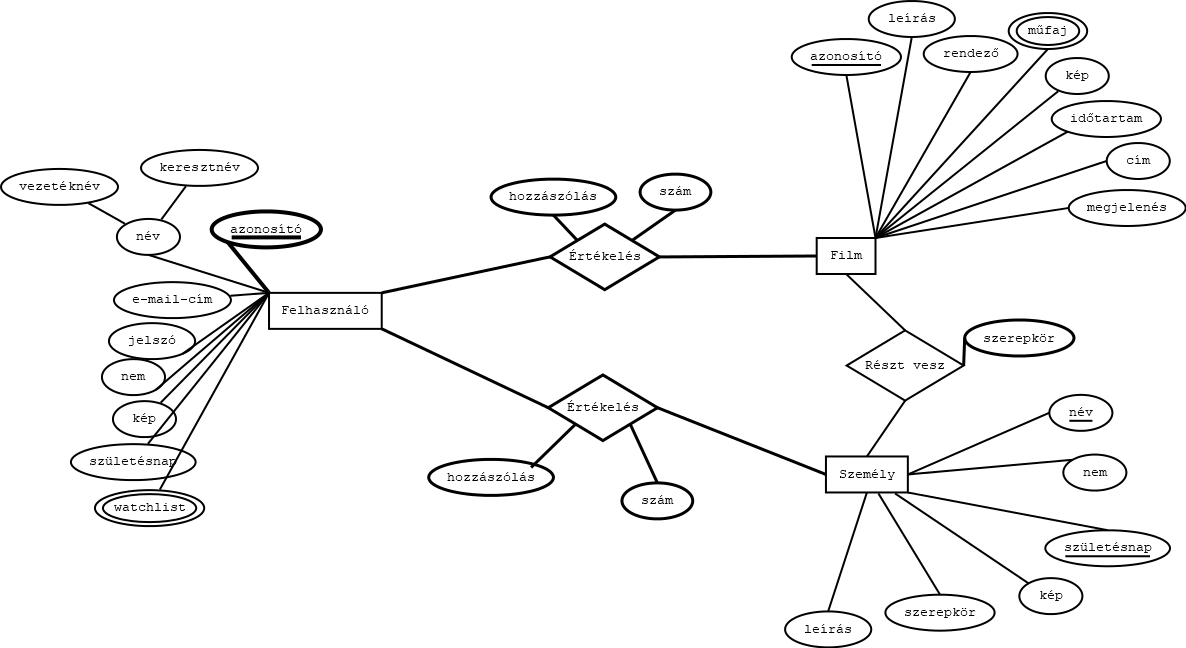 leírás
műfaj
azonosító
rendező
kép
időtartam
cím
megjelenés
keresztnév
vezetéknév
név
azonosító
hozzászólás
szám
Értékelés
Film
e-mail-cím
Felhasználó
jelszó
nem
kép
születésnap
watchlist
szerepkör
Részt vesz
Értékelés
hozzászólás
szám
Személy
név
nem
születésnap
kép
szerepkör
leírás